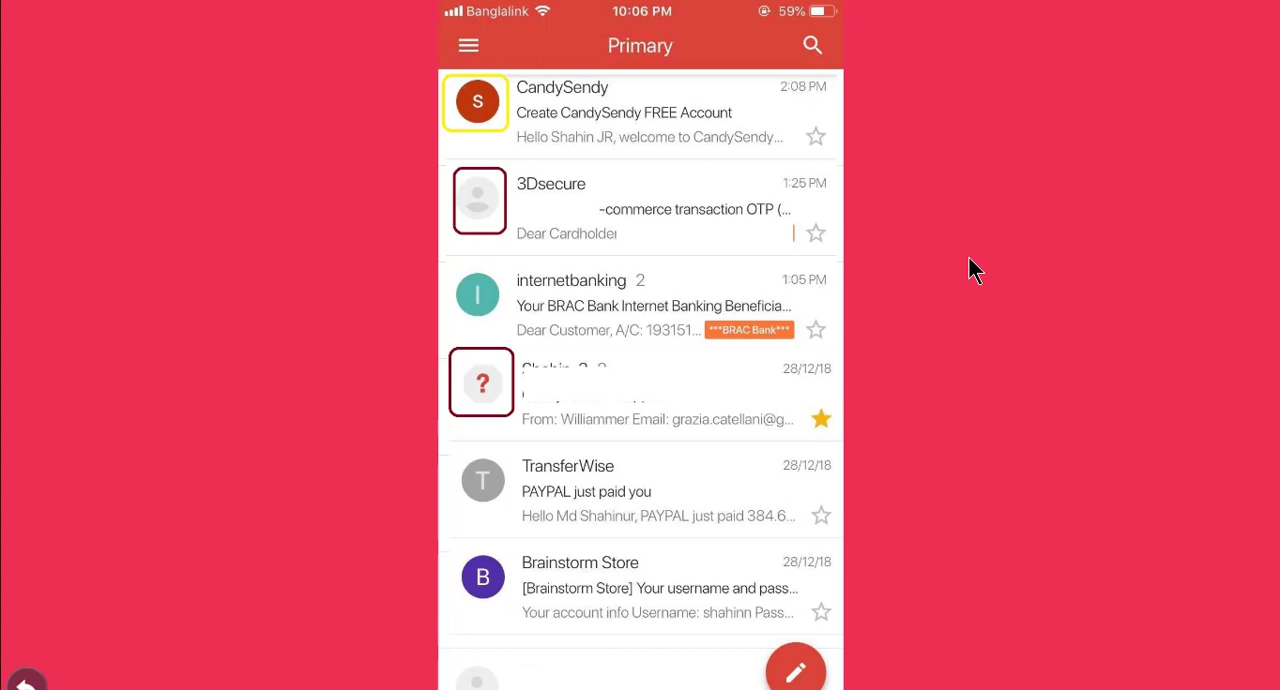 Banglalink 10:06 PM 59%
Primary
S CandySendy 2:08 PM
Create CandySendy FREE Account
Hello Shahin JR, welcome to CandySendy...
3Dsecure 1:25 PM
-commerce transaction OTP (...
Dear Cardholder
I internetbanking 2 1:05 PM
Your BRAC Bank Internet Banking Beneficia...
Dear Customer, A/C: 193151... ***BRAC Bank***
28/12/18
?
From: Williammer Email: grazia.catellani@g...
T TransferWise 28/12/18
PAYPAL just paid you
Hello Md Shahinur, PAYPAL just paid 384.6...
B Brainstorm Store 28/12/18
[Brainstorm Store] Your username and pass...
Your account info Username: shahinn Pass...